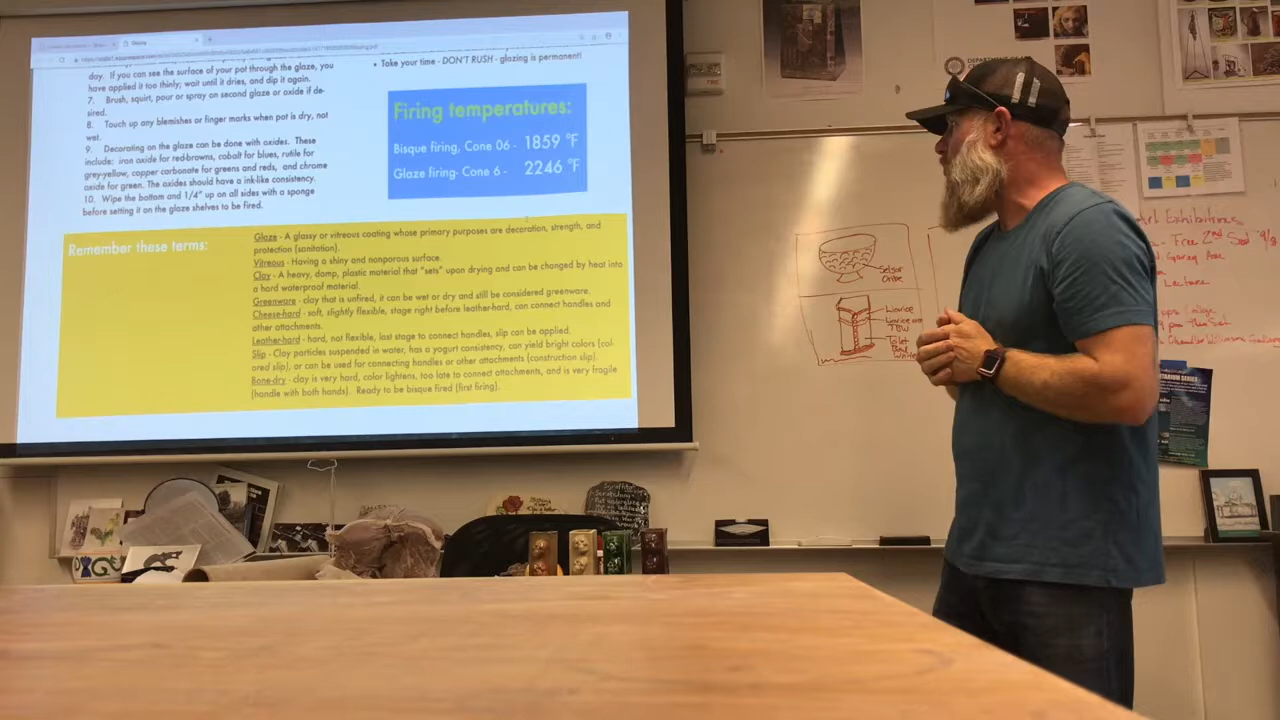 day. If you can see the surface of your pot through the glaze, you
have applied it too thinly; wait until it dries, and dip it again.
7. Brush, squirt, pour or spray on second glaze or oxide if de-
sired.
8. Touch up any blemishes or finger marks when pot is dry, not
wet.
9. Decorating on the glaze can be done with oxides. These
include: iron oxide for red-browns, cobalt for blues, rutile for
grey-yellow, copper carbonate for greens and reds, and chrome
oxide for green. The oxides should have a ink-like consistency.
10. Wipe the bottom and 1/4" up on all sides with a sponge
before setting it on the glaze shelves to be fired.
• Take your time - DON'T RUSH - glazing is permanent!
Firing temperatures:
Bisque firing, Cone 06 - 1859 °F
Glaze firing- Cone 6 - 2246 °F
Remember these terms:
Glaze - A glassy or vitreous coating whose primary purposes are decoration, strength, and
protection (sanitation).
Vitreous - Having a shiny and nonporous surface.
Clay - A heavy, damp, plastic material that "sets" upon drying and can be changed by heat into
a hard waterproof material.
Greenware - clay that is unfired, it can be wet or dry and still be considered greenware.
Cheese-hard - soft, slightly flexible, stage right before leather-hard, can connect handles and
other attachments.
Leather-hard - hard, not flexible, last stage to connect handles, slip can be applied.
Slip - Clay particles suspended in water, has a yogurt consistency, can yield bright colors (col-
ored slip), or can be used for connecting handles or other attachments (construction slip).
Bone-dry - clay is very hard, color lightens, too late to connect attachments, and is very fragile
(handle with both hands). Ready to be bisque fired (first firing).
Art Exhibitions
Free 2nd Sat 9/8
Lecture
Sgraffito
Scratching